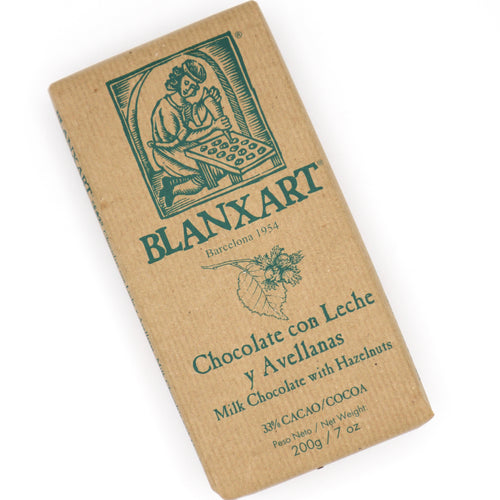 BLANXART®
Barcelona 1954
Chocolate con Leche
y Avellanas
Milk Chocolate with Hazelnuts
33% CACAO/COCOA
Peso Neto / Net Weight
200g / 7 oz